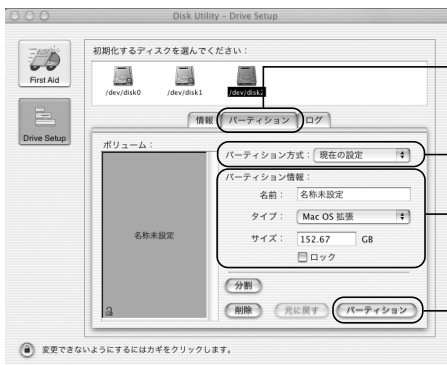 Disk Utility - Drive Setup
First Aid
Drive Setup
初期化するディスクを選んでください：
/dev/disk0
/dev/disk1
/dev/disk2
情報
パーティション
ログ
ボリューム：
名称未設定
パーティション方式：
現在の設定
パーティション情報：
名前：
名称未設定
タイプ：
Mac OS 拡張
サイズ：
152.67
GB
ロック
分割
削除
元に戻す
パーティション
変更できないようにするにはカギをクリックします。